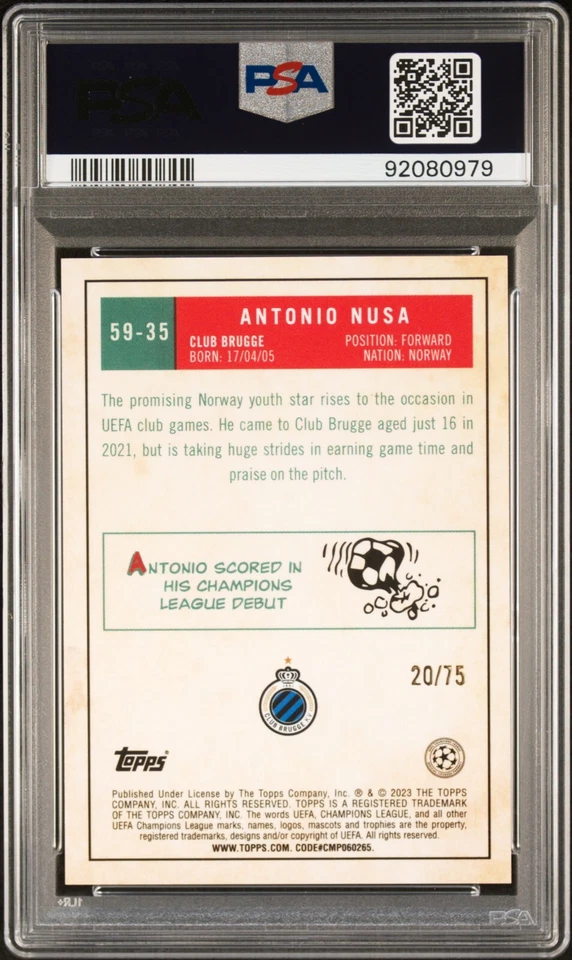 PSA
92080979
59-35
ANTONIO NUSA
CLUB BRUGGE
POSITION: FORWARD
BORN: 17/04/05
NATION: NORWAY
The promising Norway youth star rises to the occasion in
UEFA club games. He came to Club Brugge aged just 16 in
2021, but is taking huge strides in earning game time and
praise on the pitch.
ANTONIO SCORED IN
HIS CHAMPIONS
LEAGUE DEBUT
20/75
CLUB BRUGGE K.V.
Topps®
Published Under License by The Topps Company, Inc. ® & © 2023 THE TOPPS
COMPANY, INC. ALL RIGHTS RESERVED. TOPPS IS A REGISTERED TRADEMARK
OF THE TOPPS COMPANY, INC. The words UEFA, CHAMPIONS LEAGUE, and all other
UEFA Champions League marks, names, logos, mascots and trophies are the property,
registered trademarks, designs and/or copyright of UEFA. All rights reserved.
WWW.TOPPS.COM. CODE#CMP060265.
PSA